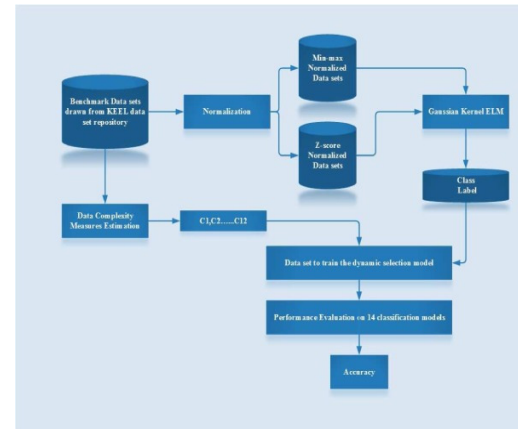 Min-max
Normalized
Data sets
Benchmark Data sets
drawn from KEEL data
set repository
Normalization
Gaussian Kernel ELM
Z-score
Normalized
Data sets
Class
Label
Data Complexity
Measures Estimation
C1,C2......C12
Data set to train the dynamic selection model
Performance Evaluation on 14 classification models
Accuracy